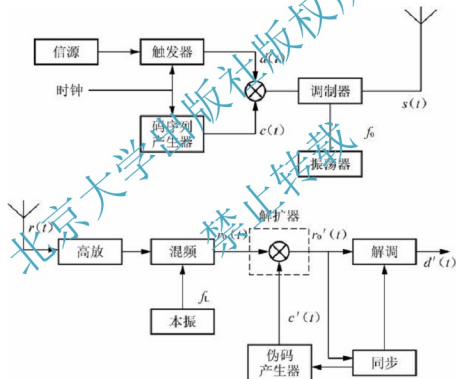 信源
触发器
d(t)
时钟
码序列
产生器
c(t)
调制器
s(t)
f₀
振荡器
r(t)
高放
混频
r₀(t)
解扩器
r₀'(t)
解调
d'(t)
f_L
本振
c'(t)
伪码
产生器
同步
北京大学出版社版权所有
禁止转载